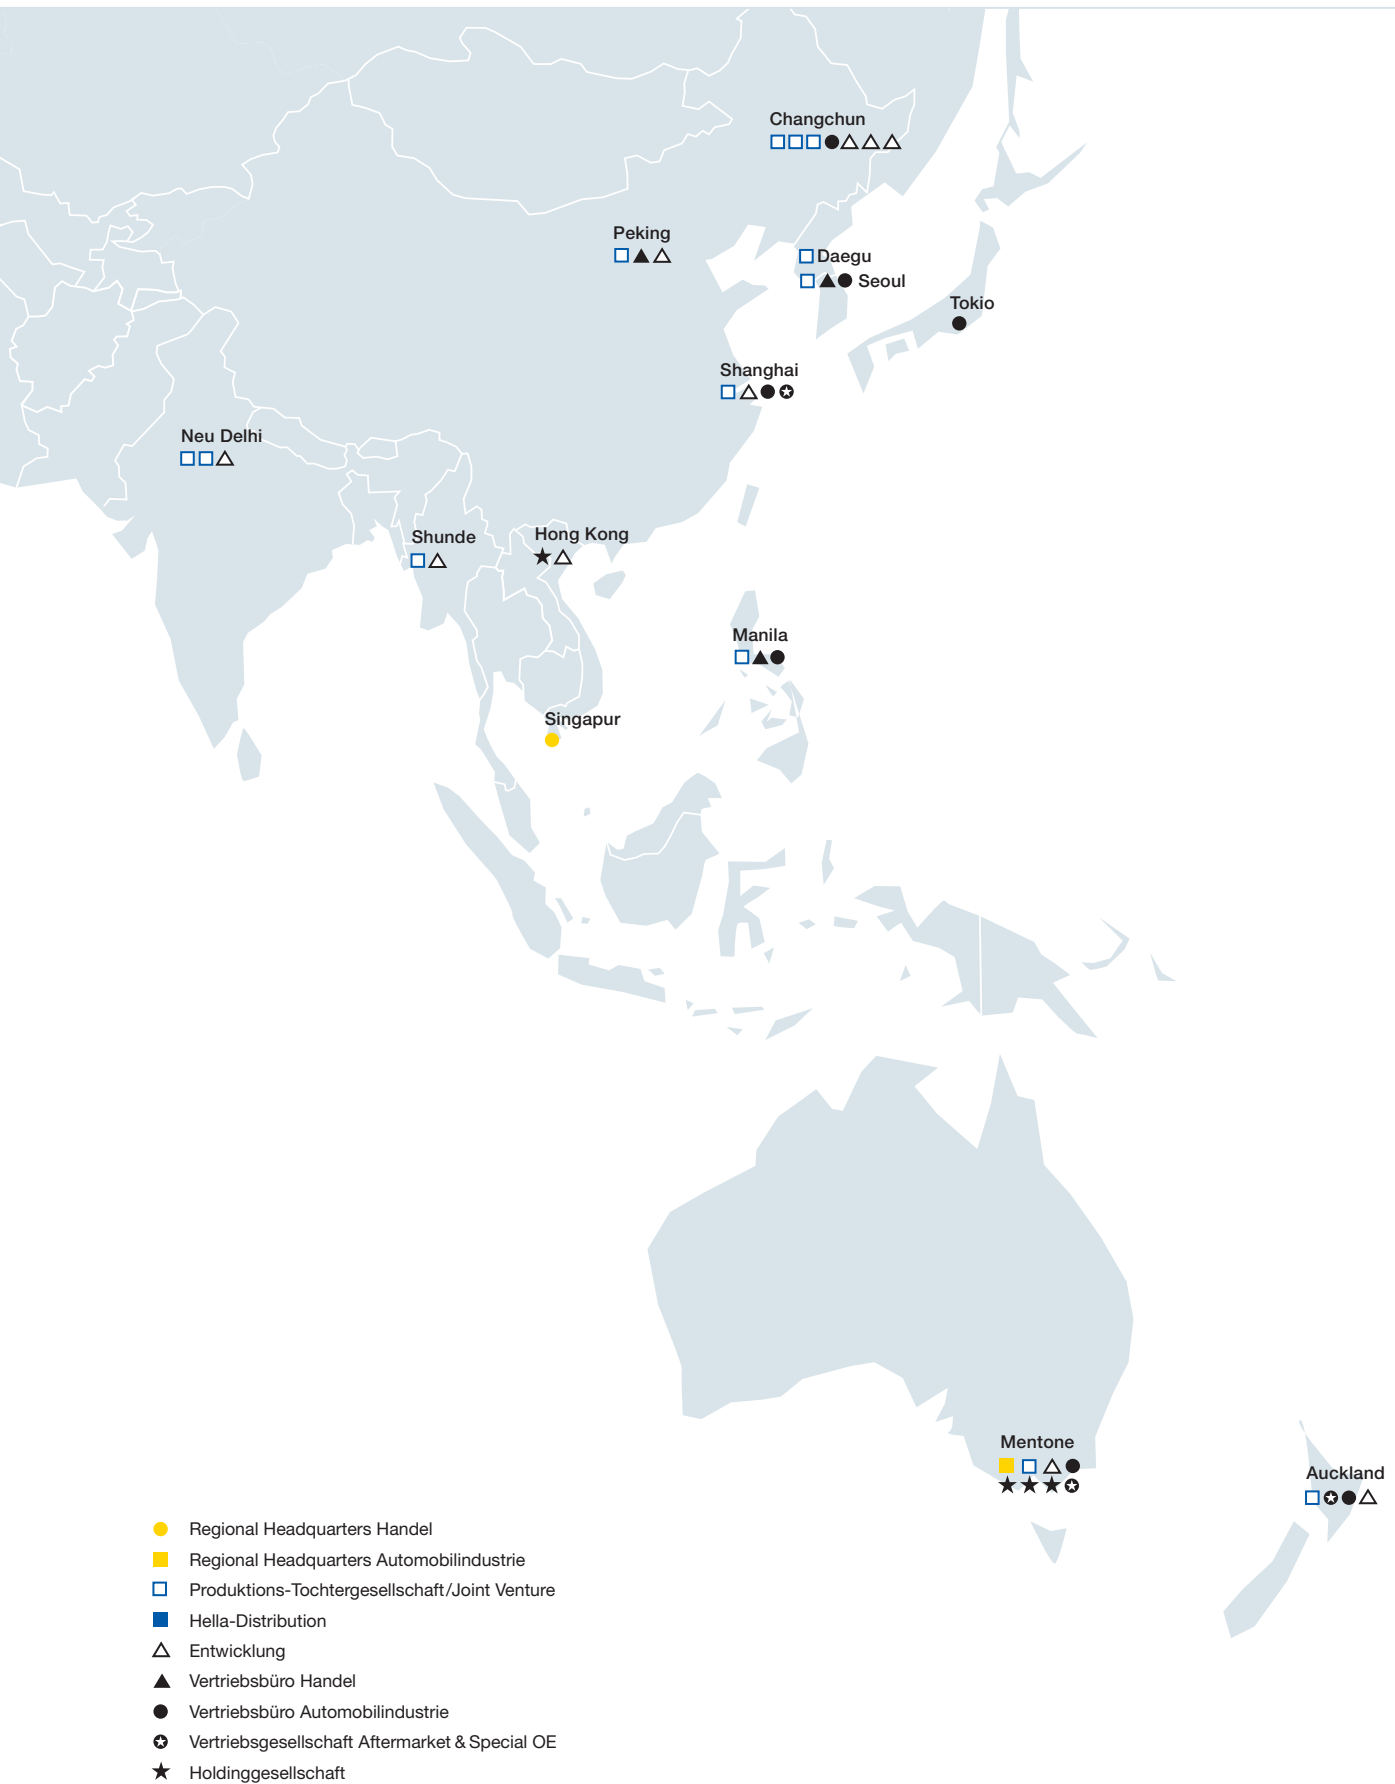 Changchun
Peking
Daegu
Seoul
Tokio
Shanghai
Neu Delhi
Shunde
Hong Kong
Manila
Singapur
Mentone
Auckland
Regional Headquarters Handel
Regional Headquarters Automobilindustrie
Produktions-Tochtergesellschaft/Joint Venture
Hella-Distribution
Entwicklung
Vertriebsbüro Handel
Vertriebsbüro Automobilindustrie
Vertriebsgesellschaft Aftermarket & Special OE
Holdinggesellschaft